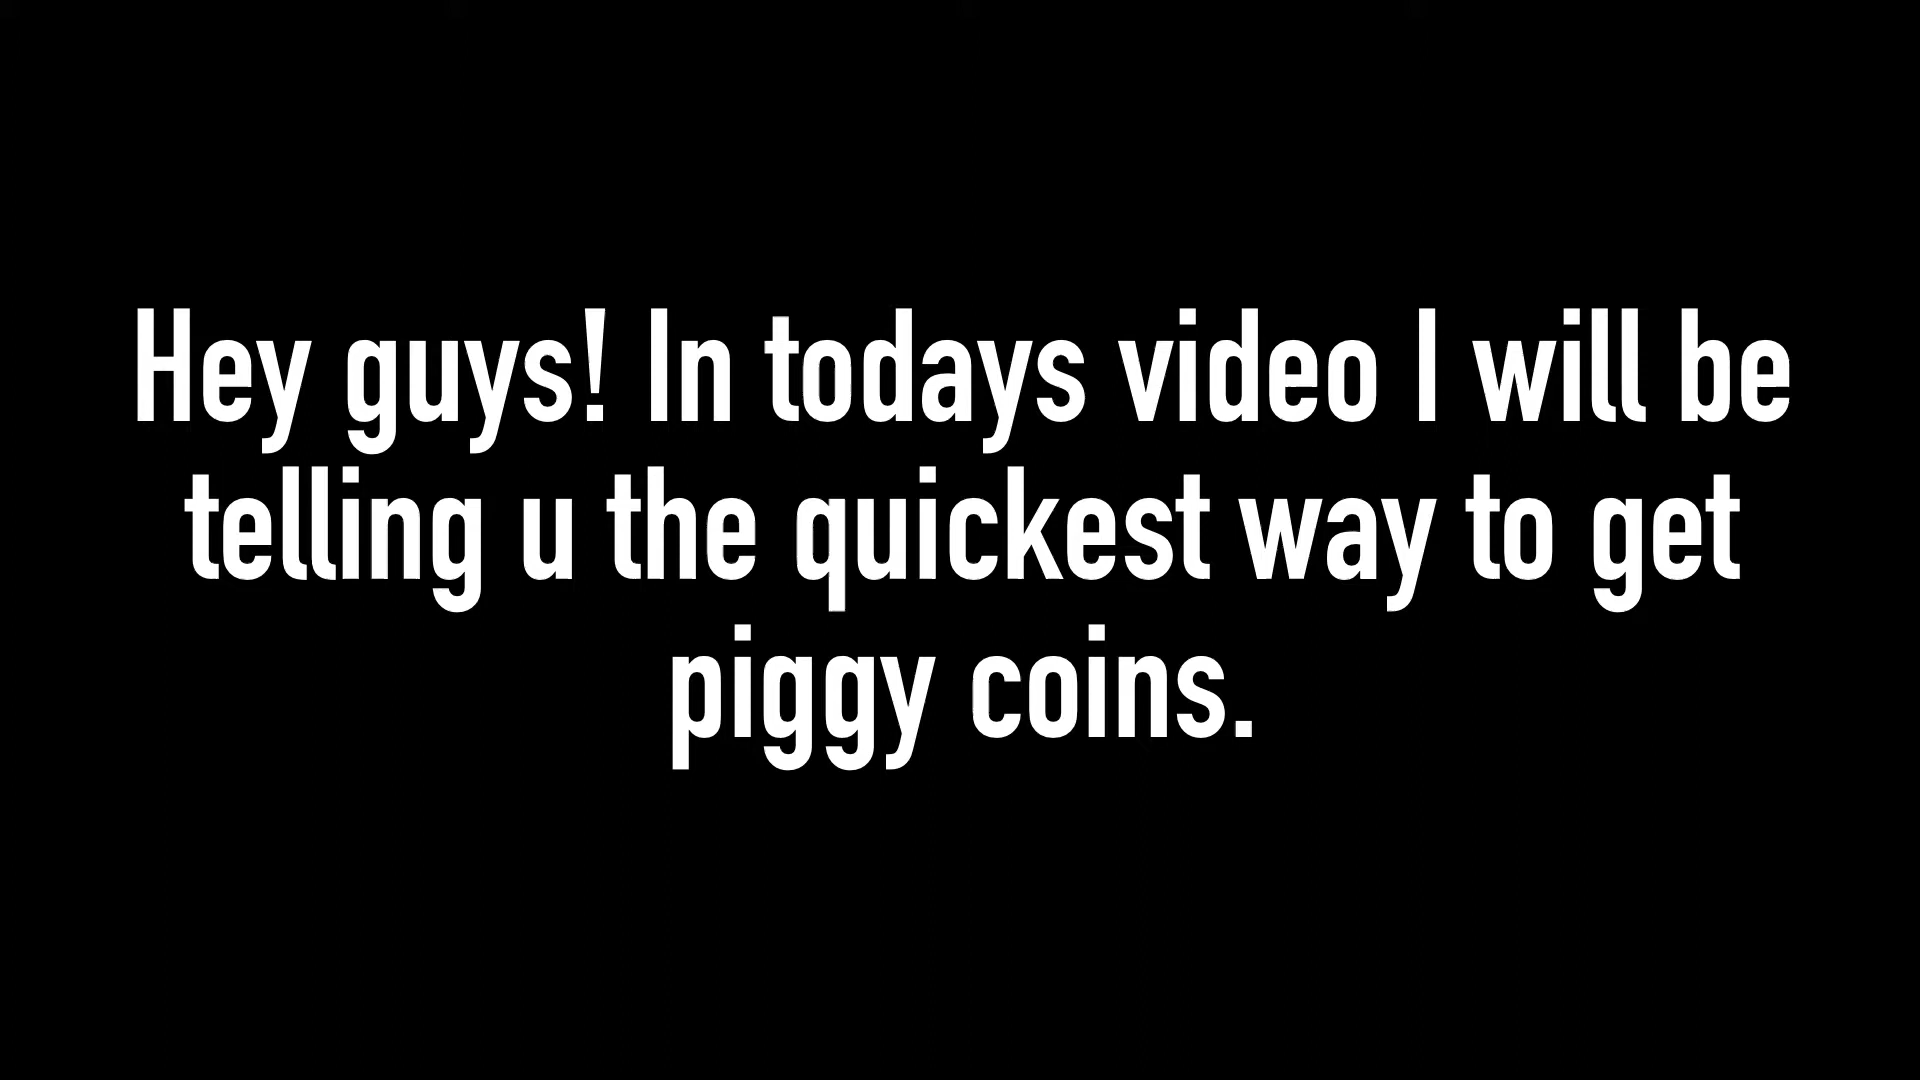 Hey guys! In todays video I will be
telling u the quickest way to get
piggy coins.